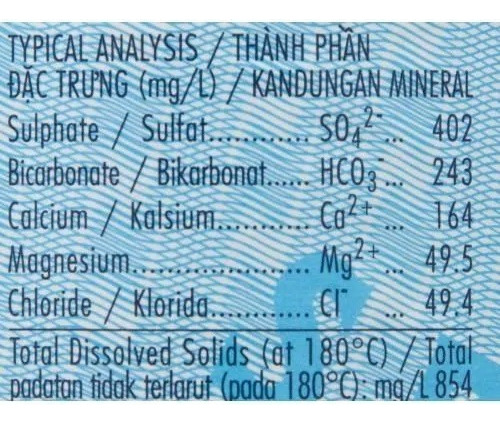 TYPICAL ANALYSIS / THÀNH PHẦN
ĐẶC TRƯNG (mg/L) / KANDUNGAN MINERAL
Sulphate / Sulfat............ SO₄²⁻... 402
Bicarbonate / Bikarbonat...... HCO₃⁻... 243
Calcium / Kalsium............ Ca²⁺... 164
Magnesium...................... Mg²⁺... 49.5
Chloride / Klorida............ Cl⁻... 49.4
Total Dissolved Solids (at 180°C) / Total
padatan tidak terlarut (pada 180°C): mg/L 854